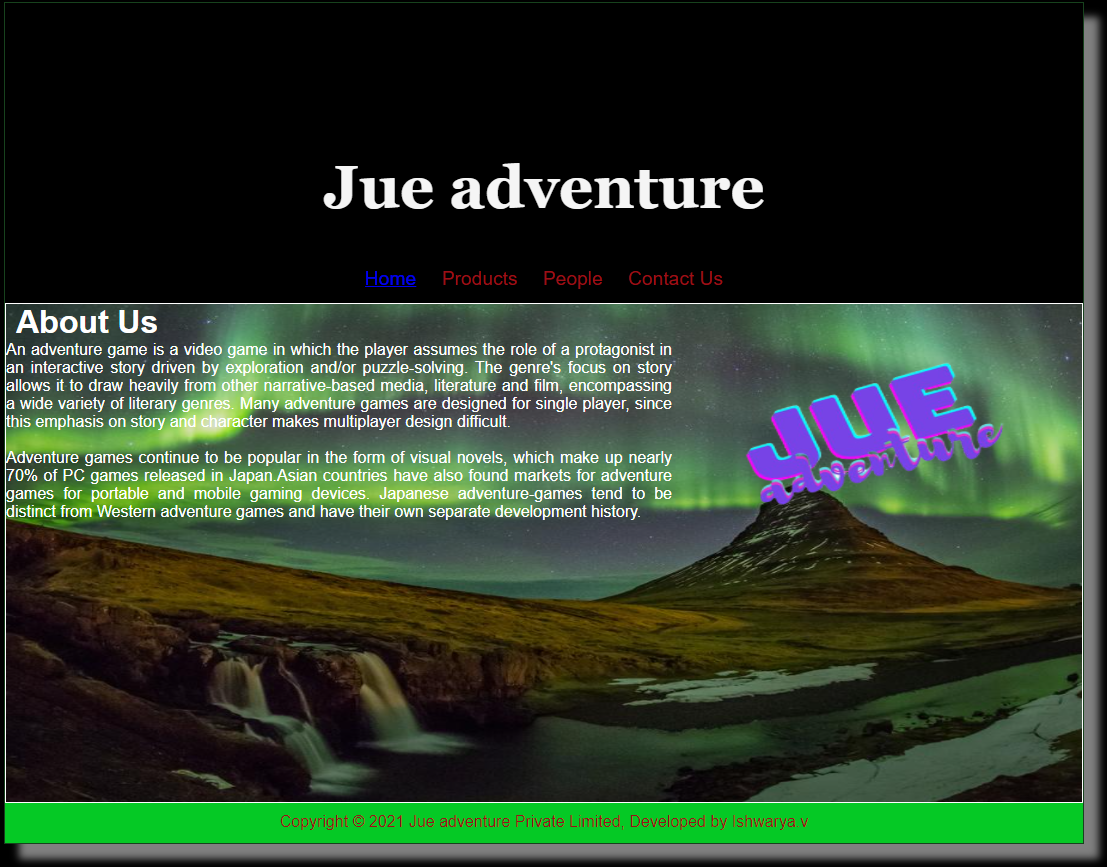 Jue adventure
Home Products People Contact Us
About Us
An adventure game is a video game in which the player assumes the role of a protagonist in
an interactive story driven by exploration and/or puzzle-solving. The genre's focus on story
allows it to draw heavily from other narrative-based media, literature and film, encompassing
a wide variety of literary genres. Many adventure games are designed for single player, since
this emphasis on story and character makes multiplayer design difficult.
JUE
adventure
Adventure games continue to be popular in the form of visual novels, which make up nearly
70% of PC games released in Japan.Asian countries have also found markets for adventure
games for portable and mobile gaming devices. Japanese adventure-games tend to be
distinct from Western adventure games and have their own separate development history.
Copyright © 2021 Jue adventure Private Limited, Developed by Ishwarya.v